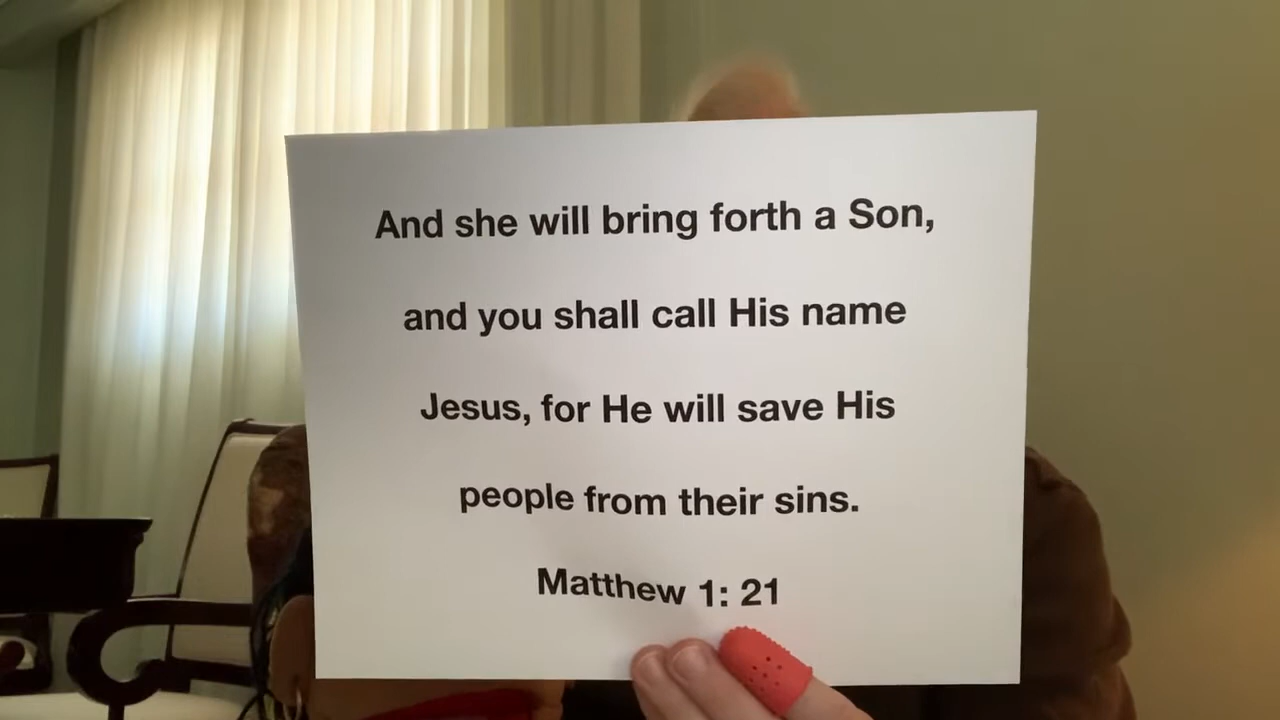 And she will bring forth a Son,
and you shall call His name
Jesus, for He will save His
people from their sins.
Matthew 1: 21